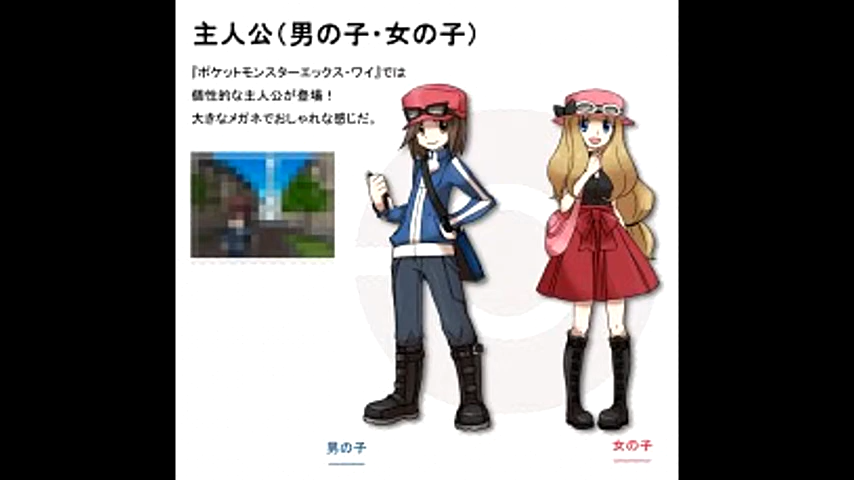 主人公(男の子・女の子)
『ポケットモンスターエックス・ワイ』では
個性的な主人公が登場！
大きなメガネでおしゃれな感じだ。
男の子
女の子